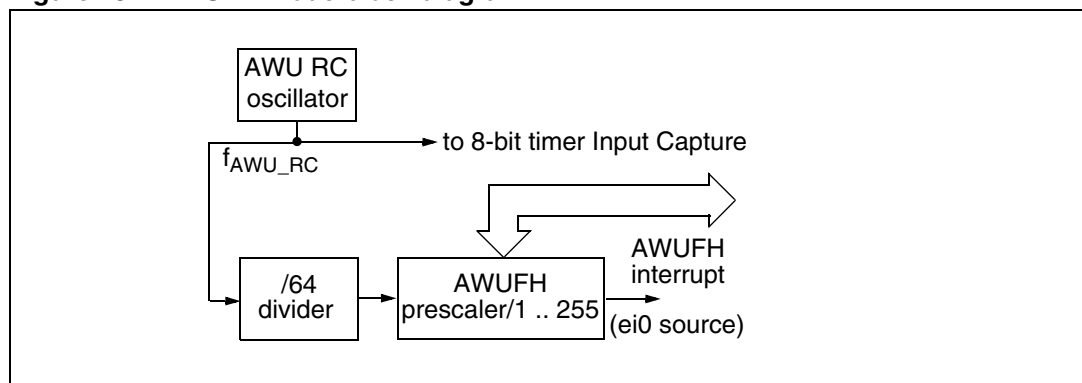 AWU RC
oscillator
to 8-bit timer Input Capture
fAWU_RC
AWUFH
interrupt
/64
divider
AWUFH
prescaler/1 .. 255
(ei0 source)